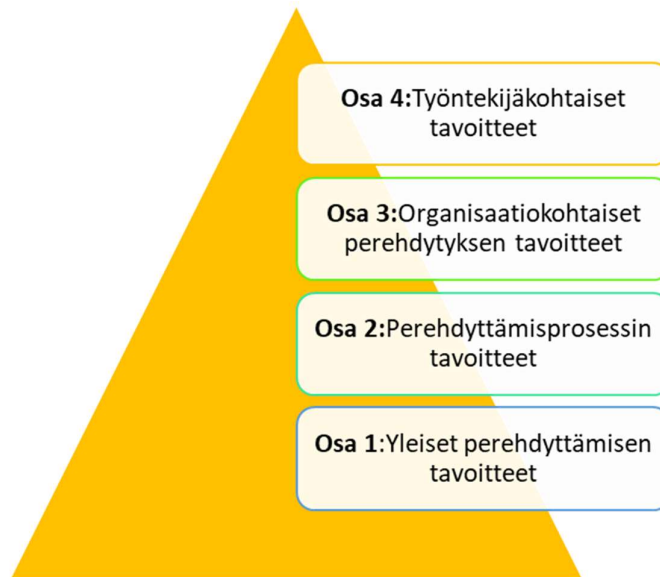 Osa 4:Työntekijäkohtaiset
tavoitteet
Osa 3:Organisaatiokohtaiset
perehdytyksen tavoitteet
Osa 2:Perehdyttämisprosessin
tavoitteet
Osa 1:Yleiset perehdyttämisen
tavoitteet